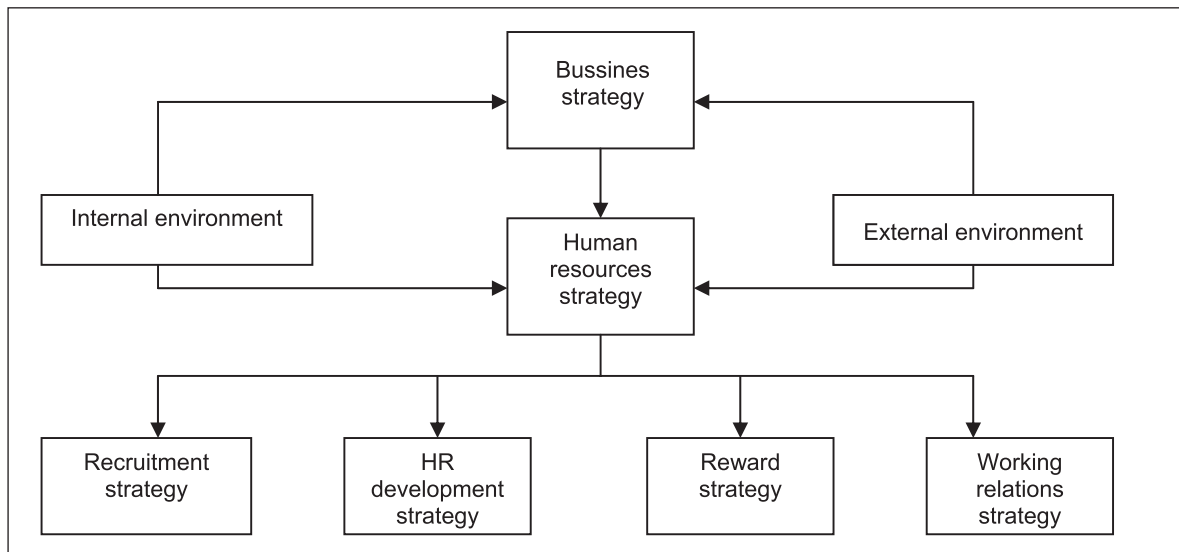 Bussines
strategy
Internal environment
External environment
Human
resources
strategy
Recruitment
strategy
HR
development
strategy
Reward
strategy
Working
relations
strategy